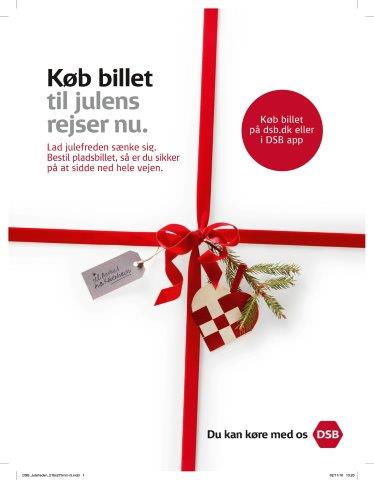 Køb billet
til julens
rejser nu.
Lad julefreden sænke sig.
Bestil pladsbillet, så er du sikker
på at sidde ned hele vejen.
Køb billet
på dsb.dk eller
i DSB app
Du kan køre med os DSB